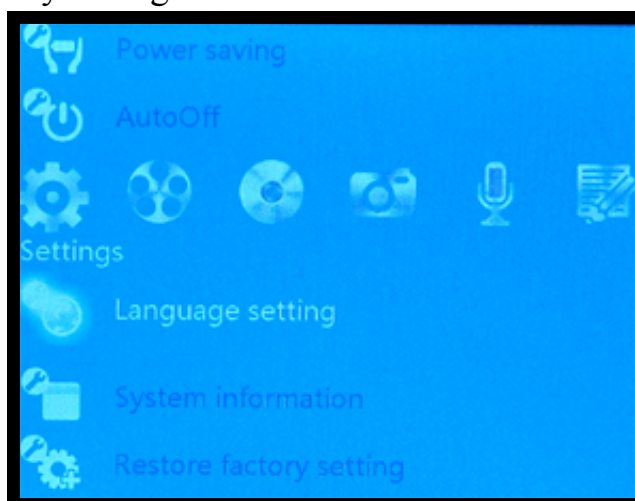 Power saving
AutoOff
Settings
Language setting
System information
Restore factory setting